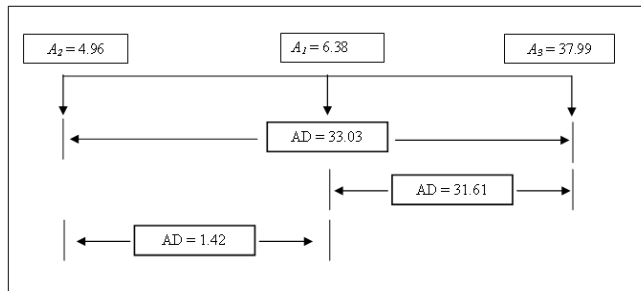 A₂ = 4.96 A₁ = 6.38 A₃ = 37.99
AD = 33.03
AD = 31.61
AD = 1.42